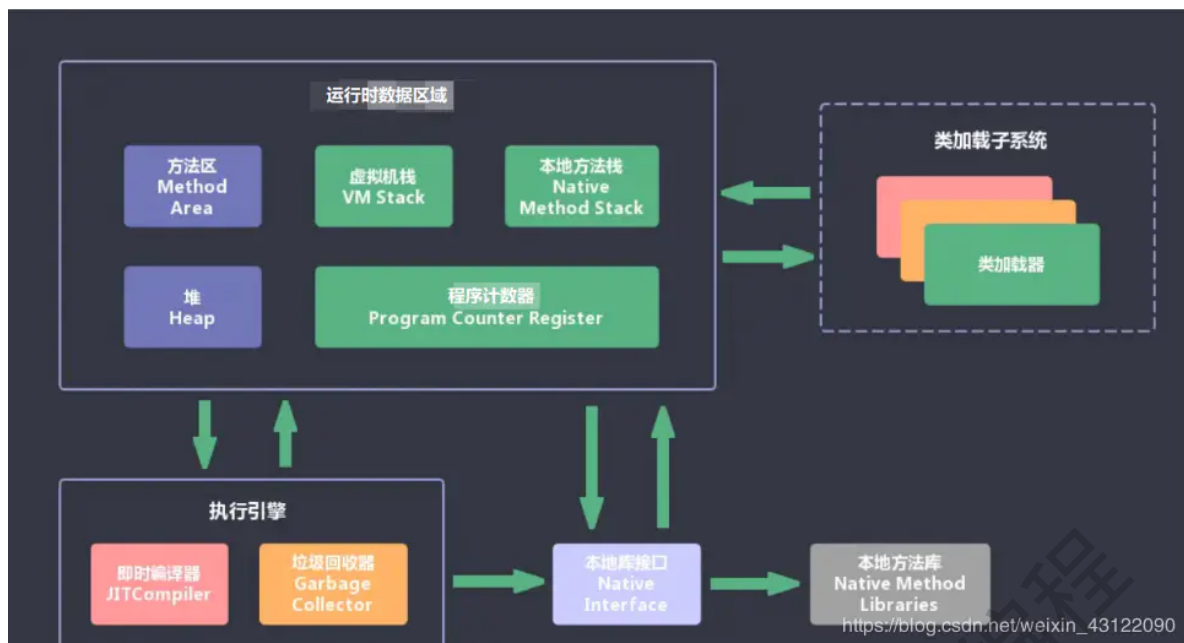 运行时数据区域
方法区
Method
Area
虚拟机栈
VM Stack
本地方法栈
Native
Method Stack
堆
Heap
程序计数器
Program Counter Register
类加载子系统
类加载器
执行引擎
即时编译器
JITCompiler
垃圾回收器
Garbage
Collector
本地库接口
Native
Interface
本地方法库
Native Method
Libraries
https://blog.csdn.net/weixin_43122090
程